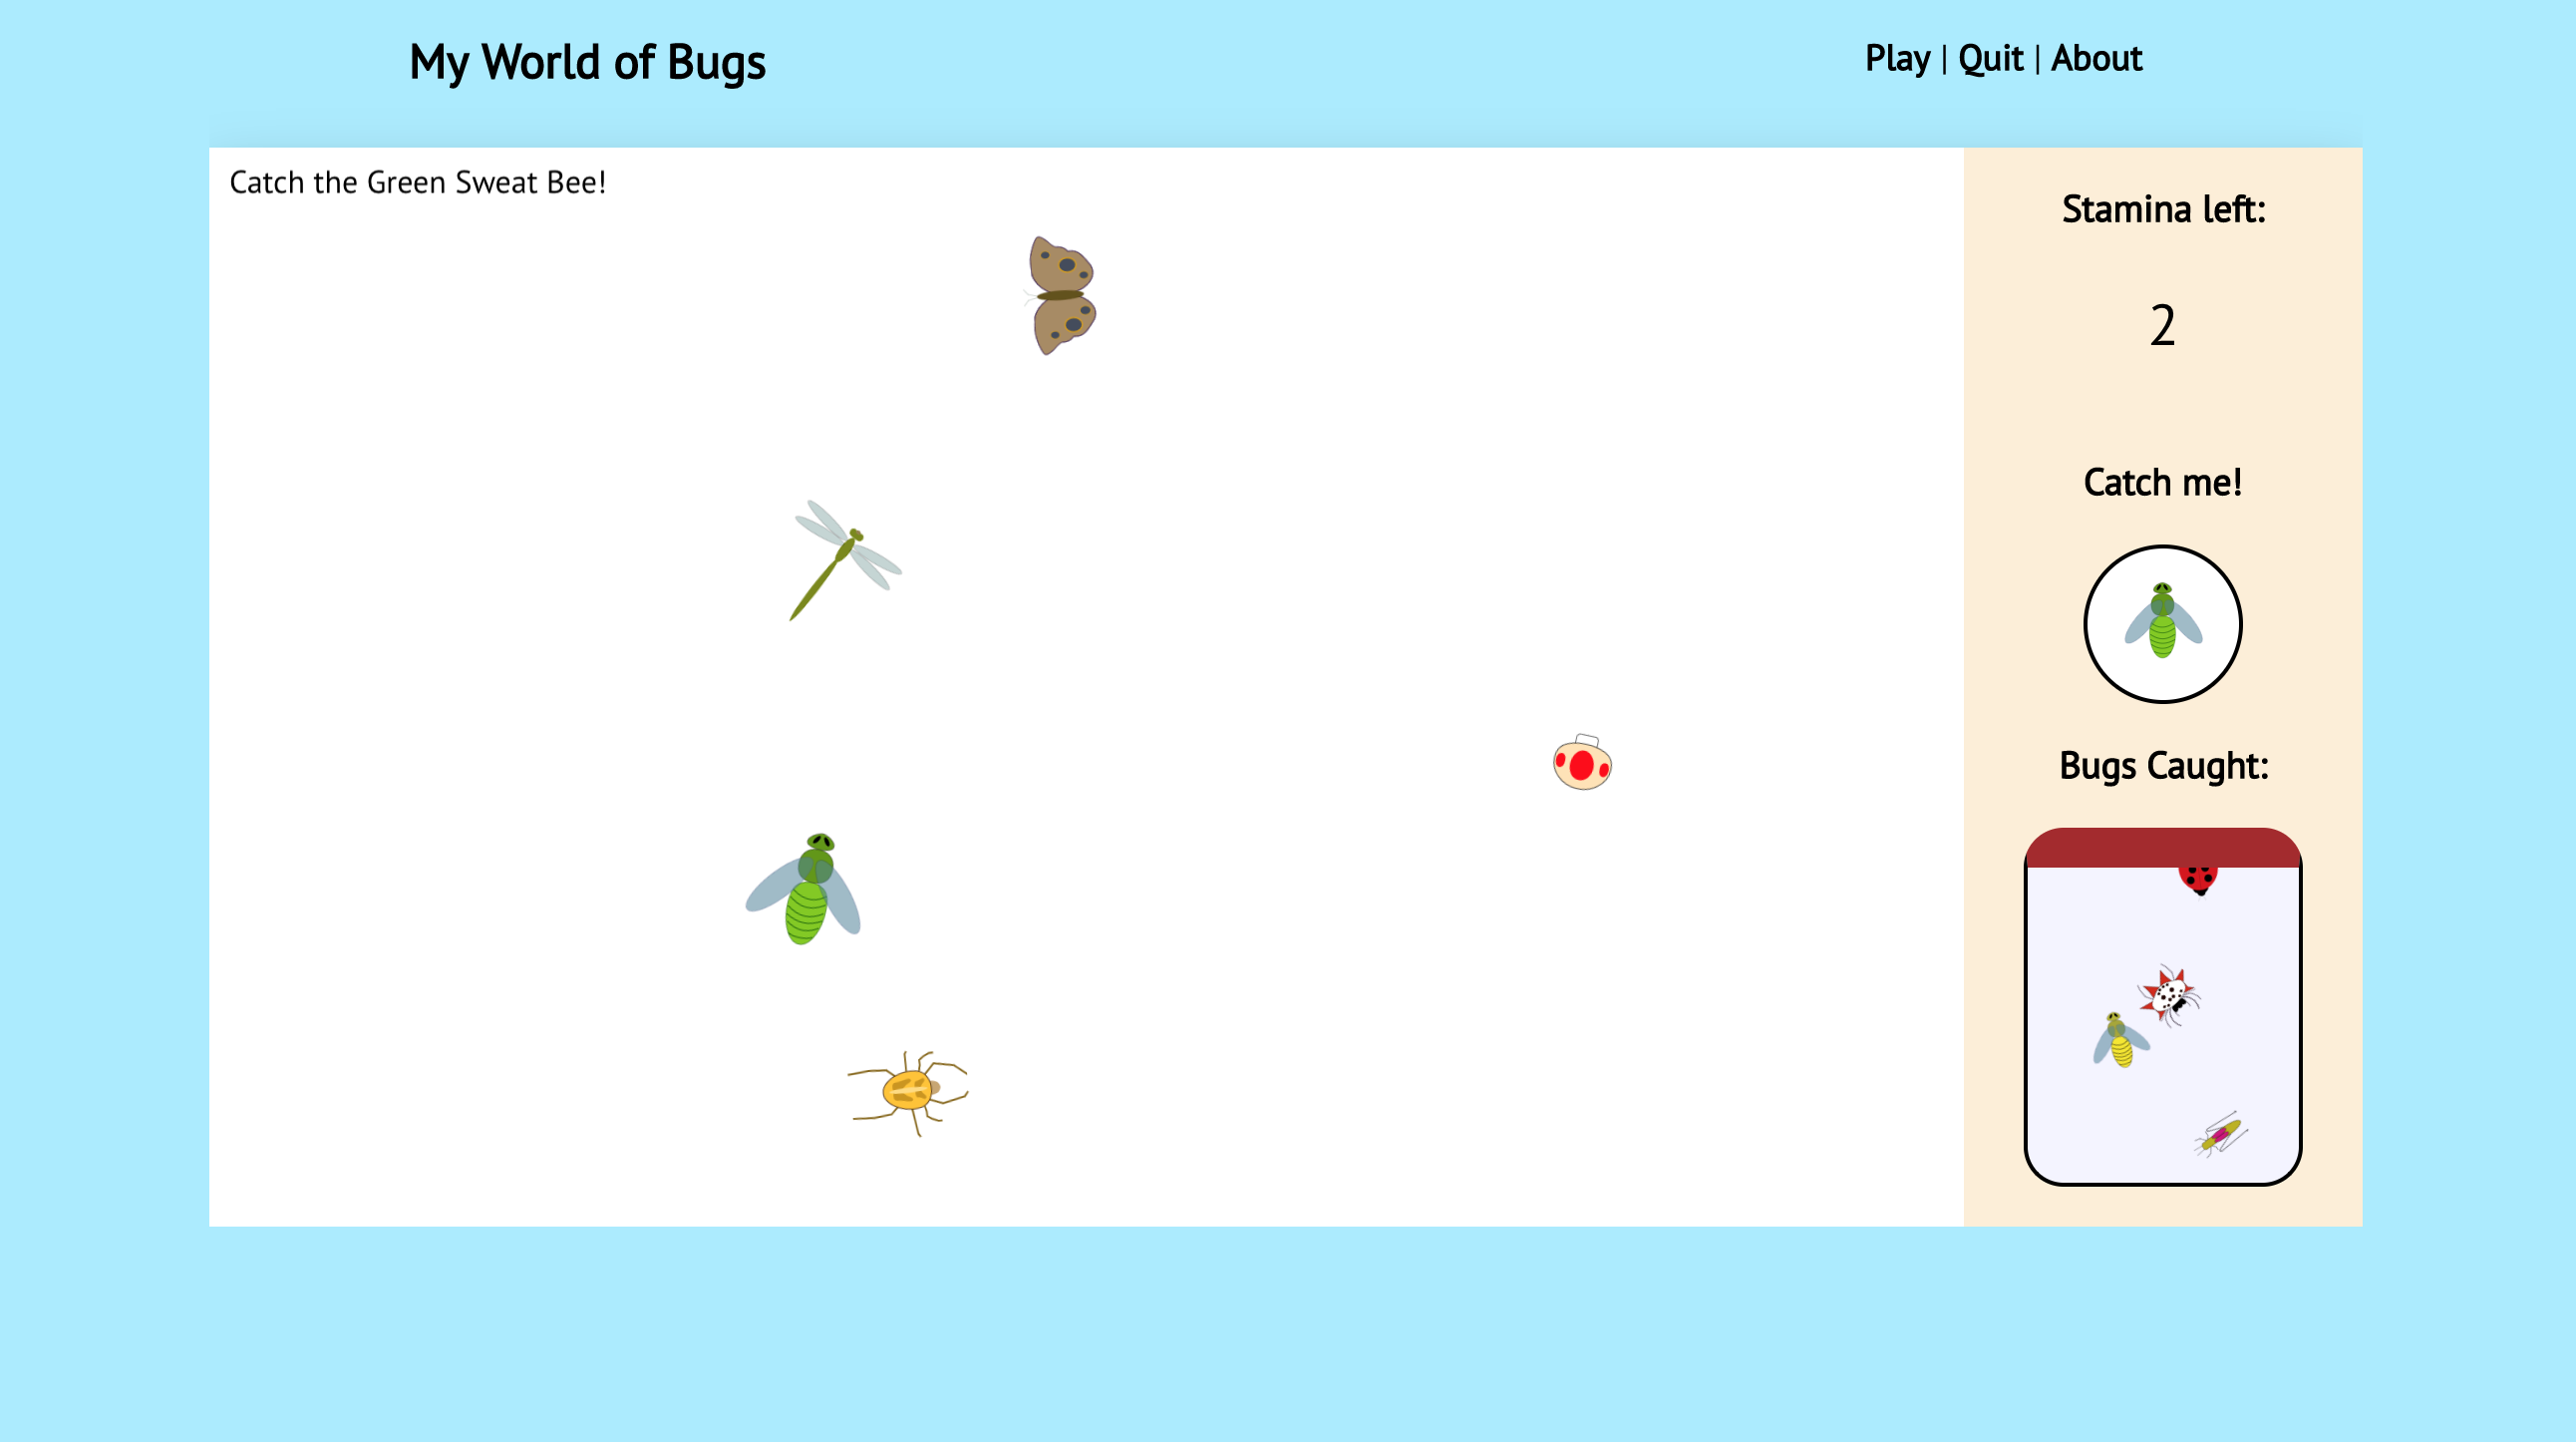 My World of Bugs
Play | Quit | About
Catch the Green Sweat Bee!
Stamina left:
2
Catch me!
Bugs Caught: